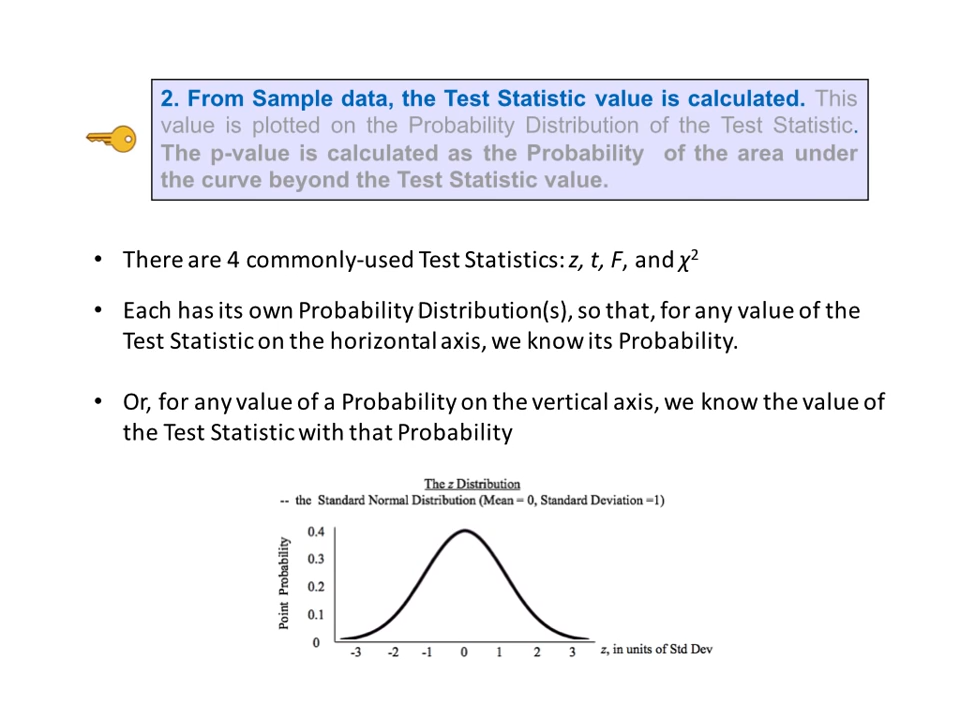 2. From Sample data, the Test Statistic value is calculated. This
value is plotted on the Probability Distribution of the Test Statistic.
The p-value is calculated as the Probability of the area under
the curve beyond the Test Statistic value.
• There are 4 commonly-used Test Statistics: z, t, F, and χ²
• Each has its own Probability Distribution(s), so that, for any value of the
Test Statistic on the horizontal axis, we know its Probability.
• Or, for any value of a Probability on the vertical axis, we know the value of
the Test Statistic with that Probability
The z Distribution
-- the Standard Normal Distribution (Mean = 0, Standard Deviation =1)
Point Probability
0.4
0.3
0.2
0.1
0
-3 -2 -1 0 1 2 3
z, in units of Std Dev